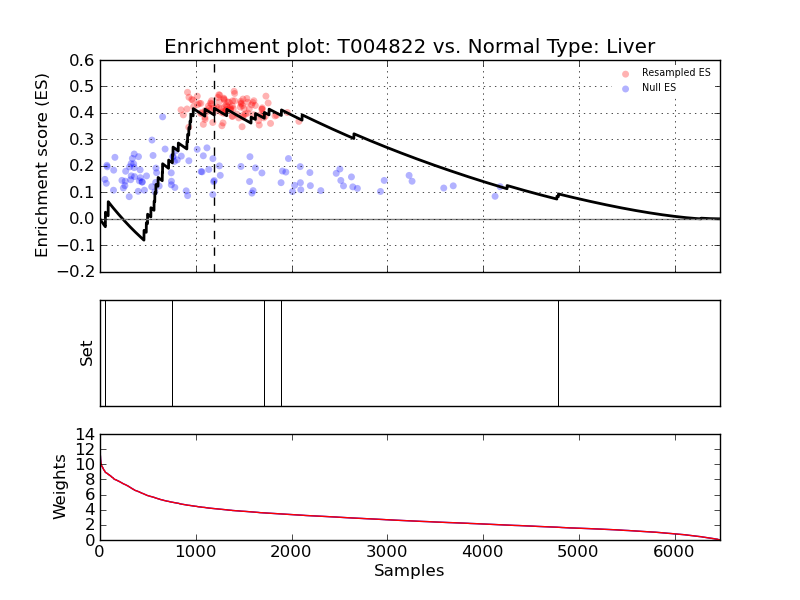 Enrichment plot: T004822 vs. Normal Type: Liver
Enrichment score (ES)
0.6
0.5
0.4
0.3
0.2
0.1
0.0
−0.1
−0.2
Resampled ES
Null ES
Set
Weights
14
12
10
8
6
4
2
0
0 1000 2000 3000 4000 5000 6000
Samples